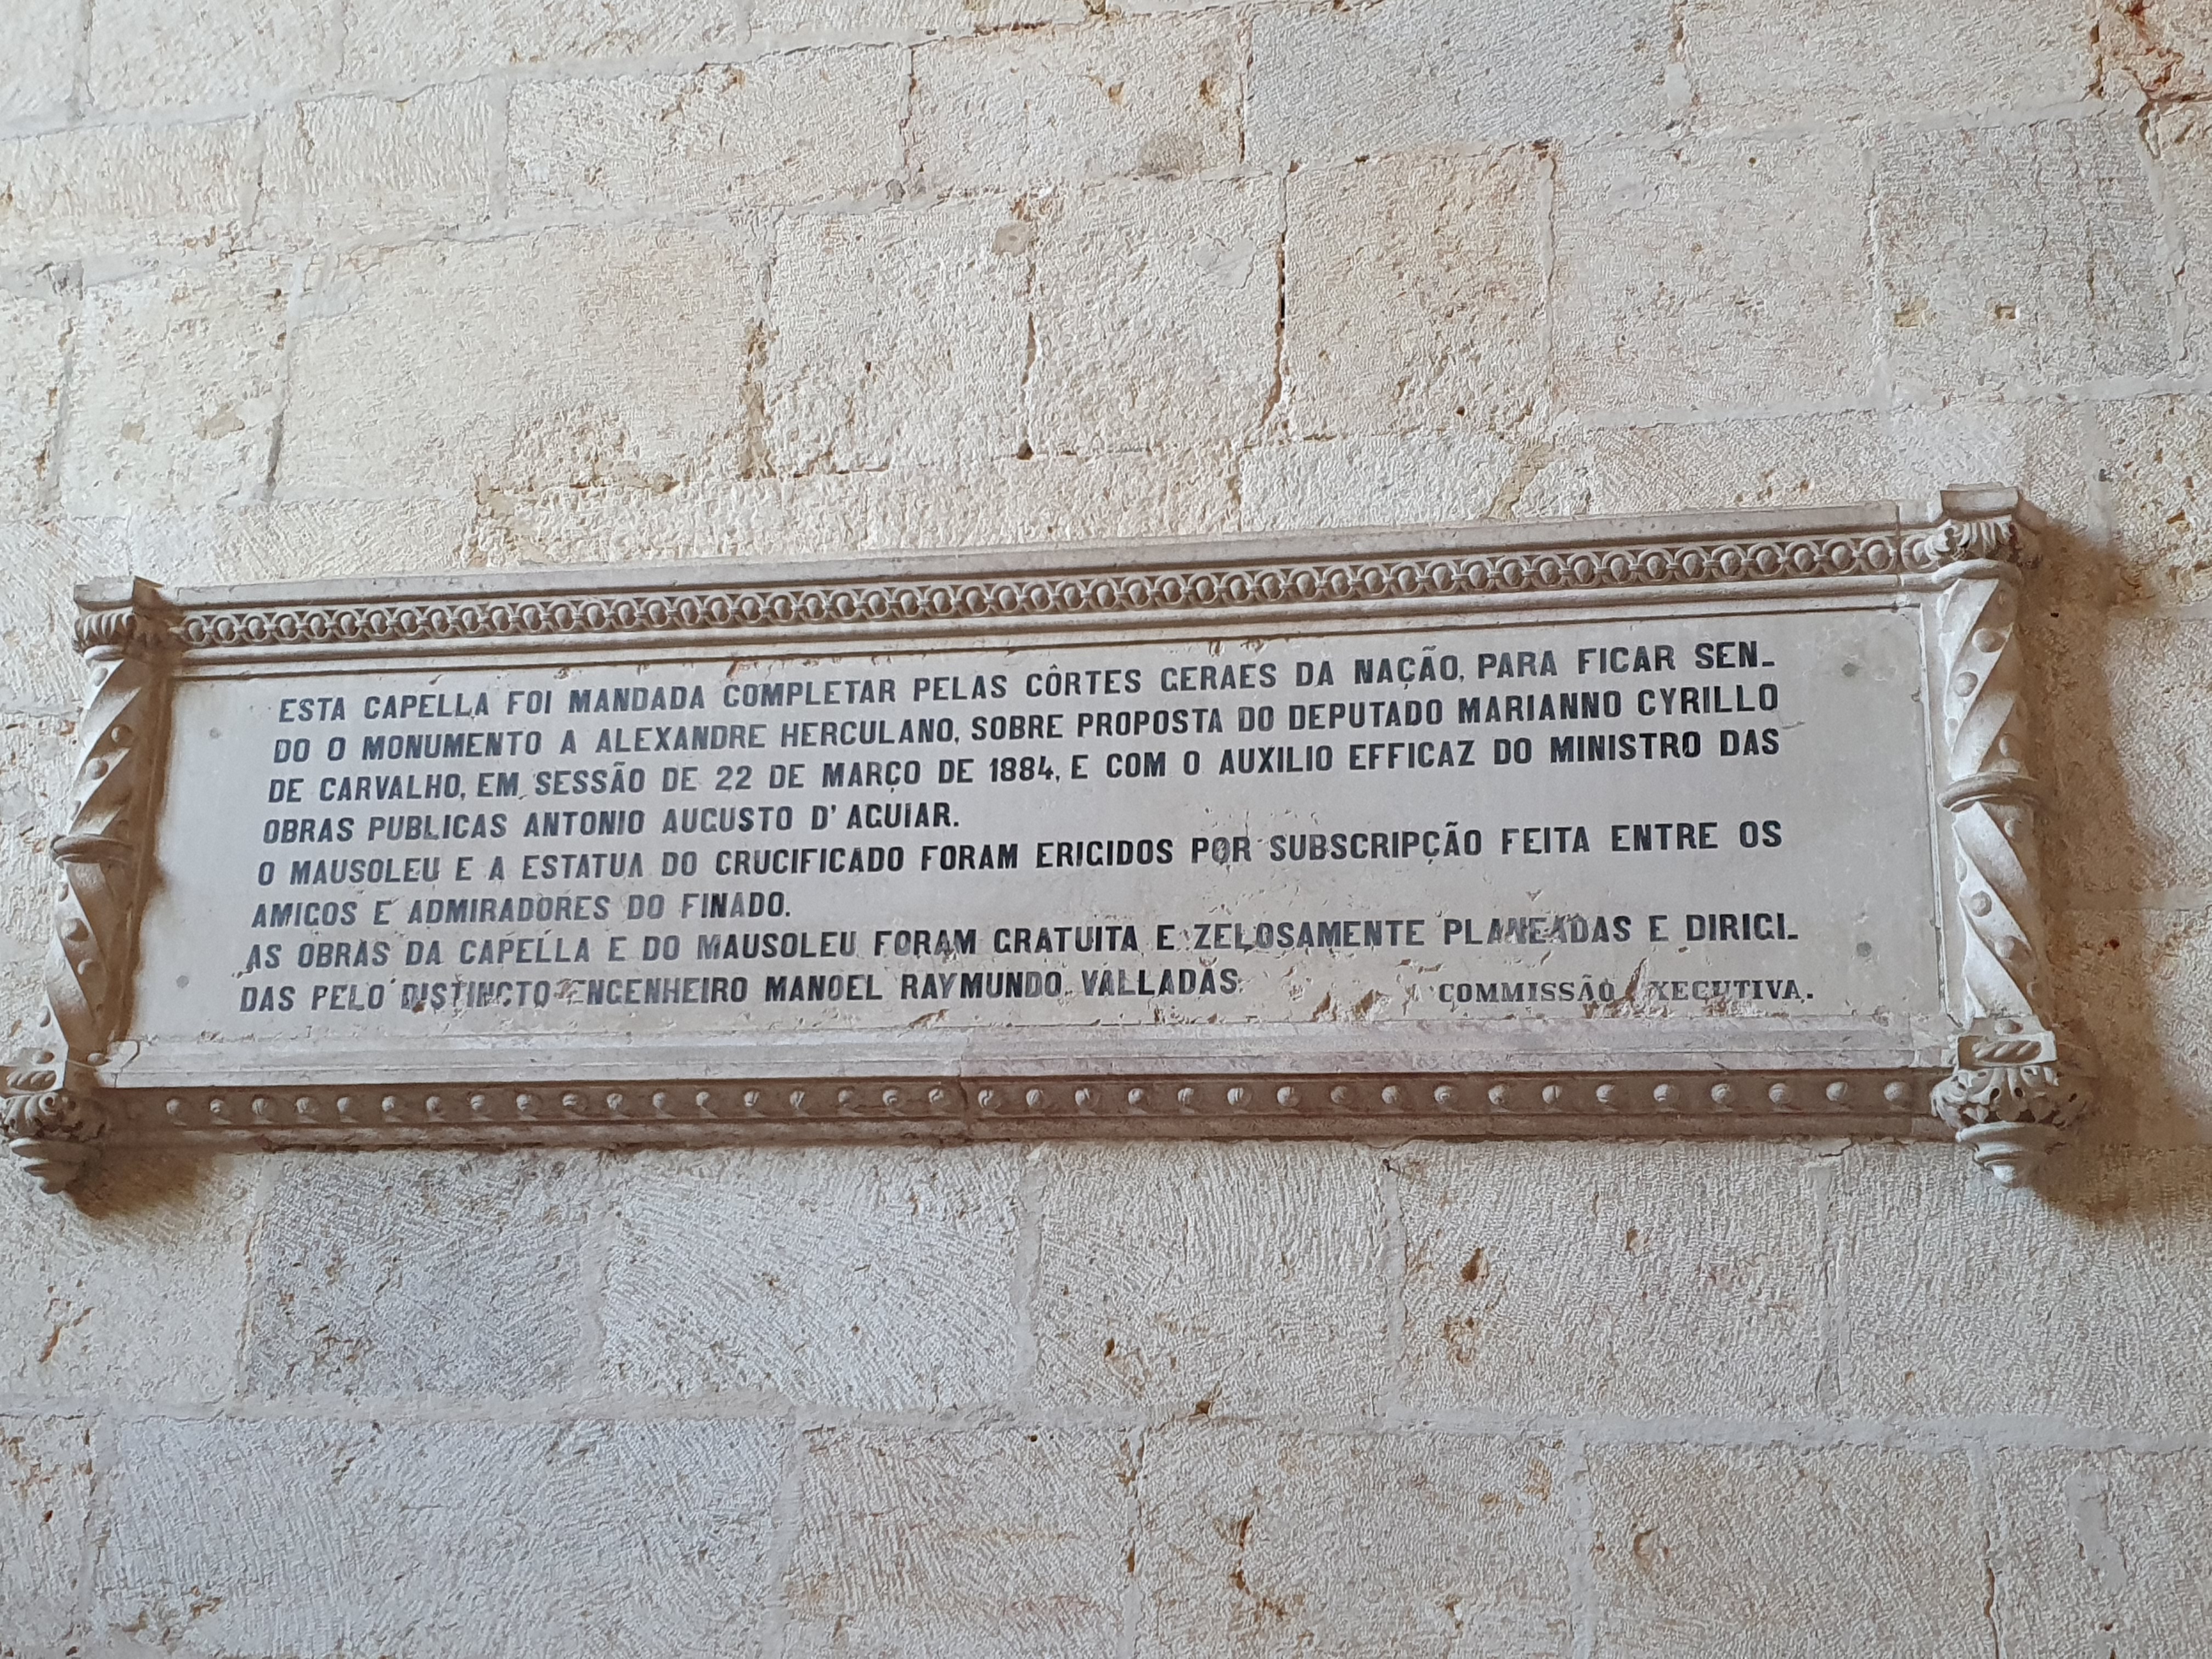 ESTA CAPELLA FOI MANDADA COMPLETAR PELAS CÔRTES GERAES DA NAÇÃO, PARA FICAR SEN-
DO O MONUMENTO A ALEXANDRE HERCULANO, SOBRE PROPOSTA DO DEPUTADO MARIANNO CYRILLO
DE CARVALHO, EM SESSÃO DE 22 DE MARÇO DE 1884, E COM O AUXILIO EFFICAZ DO MINISTRO DAS
OBRAS PUBLICAS ANTONIO AUGUSTO D'AGUIAR.
O MAUSOLEU E A ESTATUA DO CRUCIFICADO FORAM ERIGIDOS POR SUBSCRIPÇÃO FEITA ENTRE OS
AMIGOS E ADMIRADORES DO FINADO.
AS OBRAS DA CAPELLA E DO MAUSOLEU FORAM GRATUITA E ZELOSAMENTE PLANEADAS E DIRIGI-
DAS PELO DISTINCTO ENGENHEIRO MANOEL RAYMUNDO VALLADAS.
COMMISSÃO EXECUTIVA.